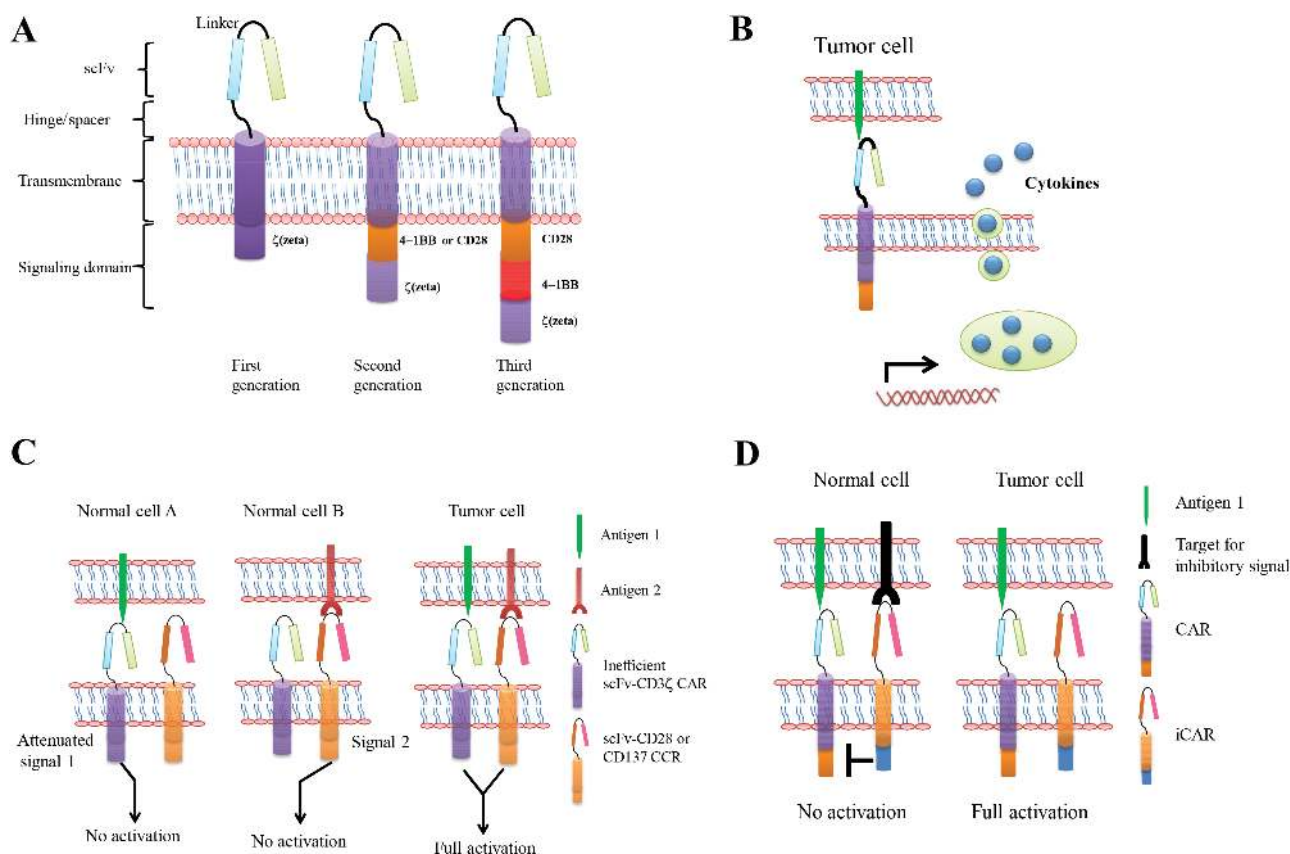 A
Linker
scFv
Hinge/spacer
Transmembrane
Signaling domain
ζ(zeta)
4-1BB or CD28
ζ(zeta)
CD28
4-1BB
ζ(zeta)
First
generation
Second
generation
Third
generation
B
Tumor cell
Cytokines
C
Normal cell A
Normal cell B
Tumor cell
Attenuated
signal 1
Signal 2
No activation
No activation
Full activation
Antigen 1
Antigen 2
Inefficient
scFv-CD3ζ CAR
scFv-CD28 or
CD137 CCR
D
Normal cell
Tumor cell
No activation
Full activation
Antigen 1
Target for
inhibitory signal
CAR
iCAR